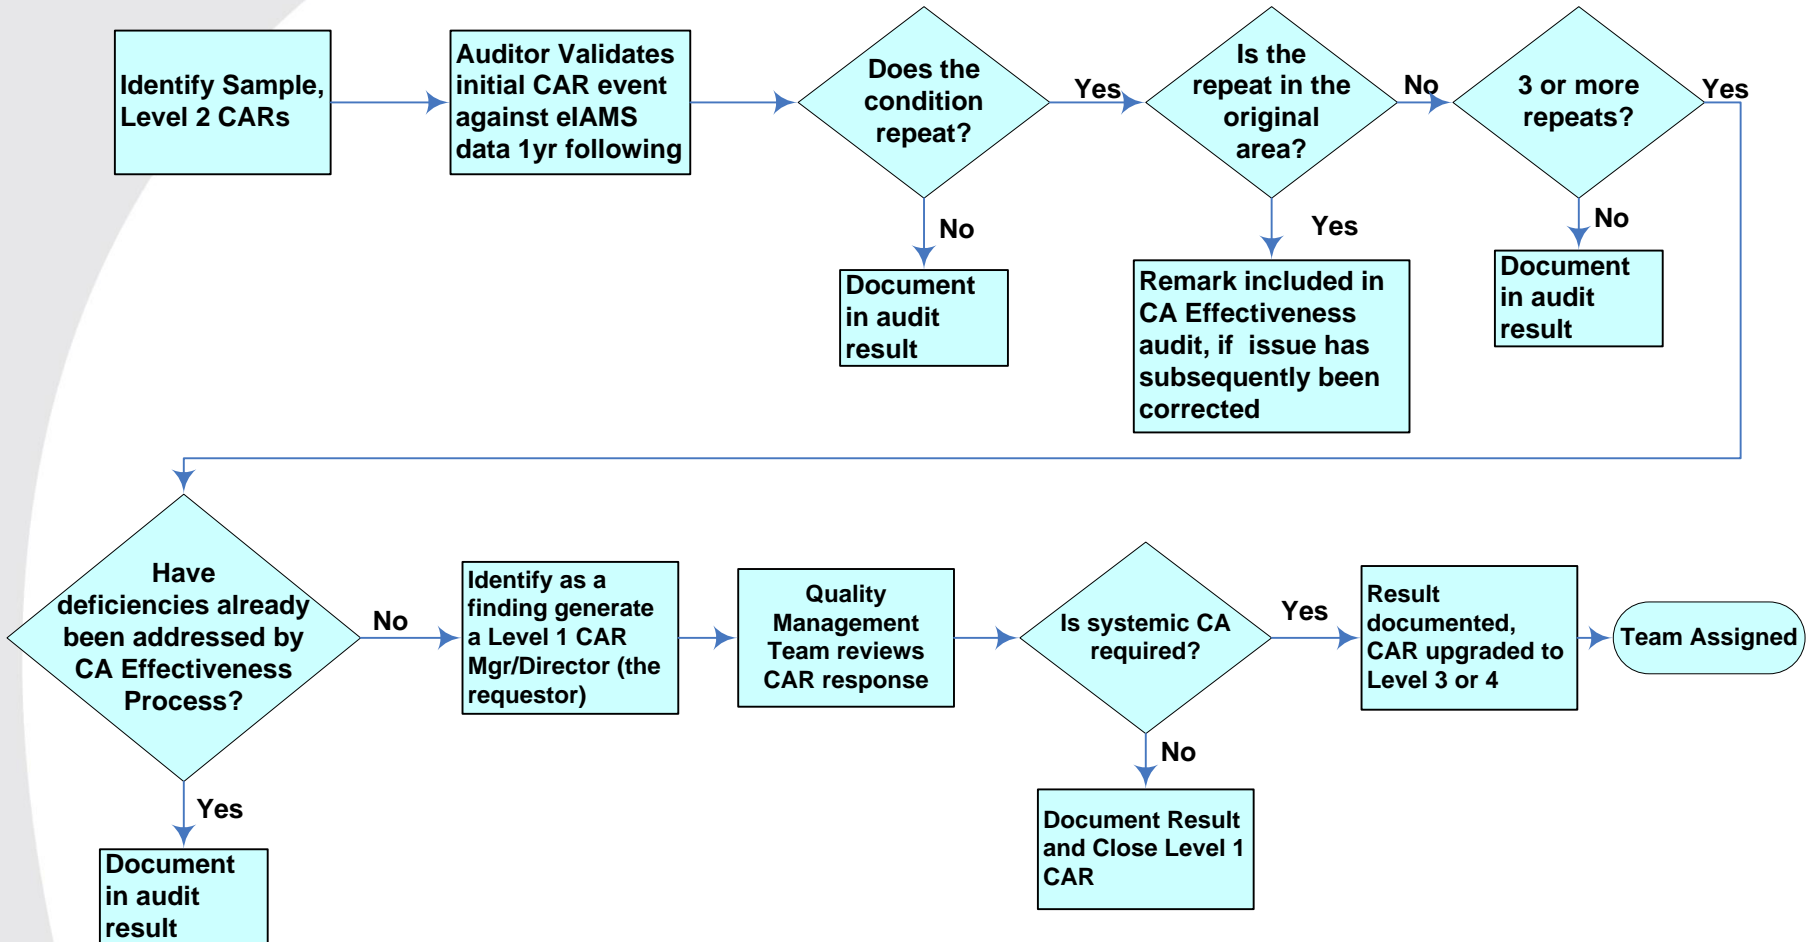 Identify Sample,
Level 2 CARs
Auditor Validates
initial CAR event
against eIAMS
data 1yr following
Does the
condition
repeat?
Yes
Is the
repeat in the
original
area?
No
3 or more
repeats?
Yes
No
Document
in audit
result
Yes
Remark included in
CA Effectiveness
audit, if issue has
subsequently been
corrected
No
Document
in audit
result
Have
deficiencies already
been addressed by
CA Effectiveness
Process?
No
Identify as a
finding generate
a Level 1 CAR
Mgr/Director (the
requestor)
Quality
Management
Team reviews
CAR response
Is systemic CA
required?
Yes
Result
documented,
CAR upgraded to
Level 3 or 4
Team Assigned
Yes
Document
in audit
result
No
Document Result
and Close Level 1
CAR